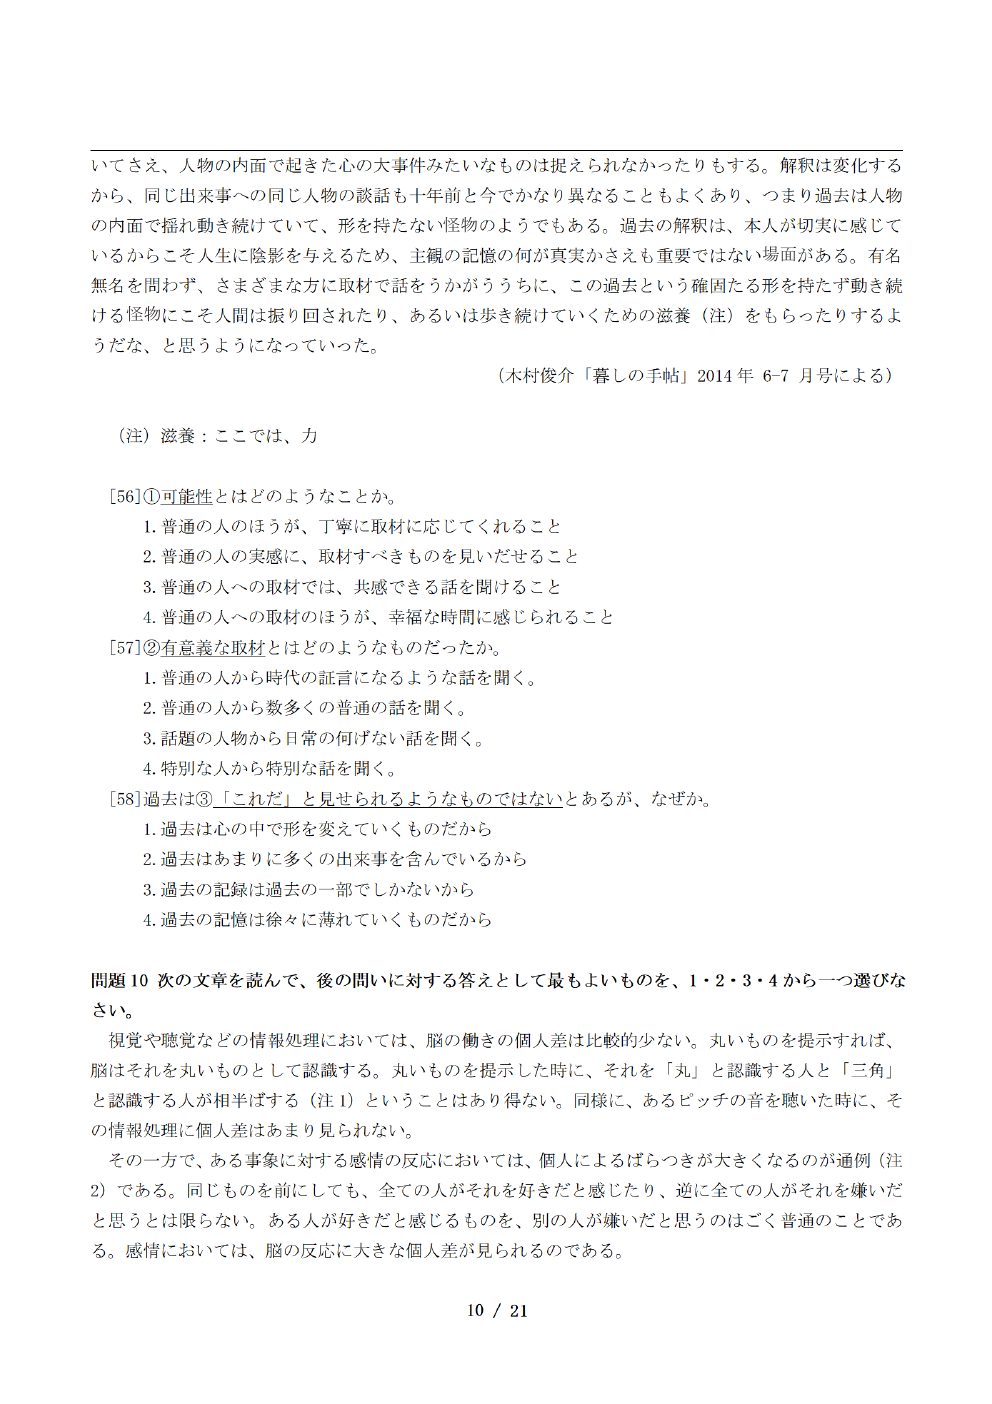 いてさえ、人物の内面で起きた心の大事件みたいなものは捉えられなかったりもする。解釈は変化する
から、同じ出来事への同じ人物の談話も十年前と今でかなり異なることもよくあり、つまり過去は人物
の内面で揺れ動き続けていて、形を持たない怪物のようでもある。過去の解釈は、本人が切実に感じて
いるからこそ人生に陰影を与えるため、主観の記憶の何が真実かさえも重要ではない場面がある。有名
無名を問わず、さまざまな方に取材で話をうかがううちに、この過去という確固たる形を持たず動き続
ける怪物にこそ人間は振り回されたり、あるいは歩き続けていくための滋養（注）をもらったりするよ
うだな、と思うようになっていった。
（木村俊介「暮しの手帖」2014年 6-7 月号による）
（注）滋養：ここでは、力
[56]①可能性とはどのようなことか。
1.普通の人のほうが、丁寧に取材に応じてくれること
2.普通の人の実感に、取材すべきものを見いだせること
3.普通の人への取材では、共感できる話を聞けること
4.普通の人への取材のほうが、幸福な時間に感じられること
[57]②有意義な取材とはどのようなものだったか。
1.普通の人から時代の証言になるような話を聞く。
2.普通の人から数多くの普通の話を聞く。
3.話題の人物から日常の何げない話を聞く。
4.特別な人から特別な話を聞く。
[58]過去は③「これだ」と見せられるようなものではないとあるが、なぜか。
1.過去は心の中で形を変えていくものだから
2.過去はあまりに多くの出来事を含んでいるから
3.過去の記録は過去の一部でしかないから
4.過去の記憶は徐々に薄れていくものだから
問題10 次の文章を読んで、後の問いに対する答えとして最もよいものを、1・2・3・4から一つ選びな
さい。
視覚や聴覚などの情報処理においては、脳の働きの個人差は比較的少ない。丸いものを提示すれば、
脳はそれを丸いものとして認識する。丸いものを提示した時に、それを「丸」と認識する人と「三角」
と認識する人が相半ばする（注1）ということはあり得ない。同様に、あるピッチの音を聴いた時に、そ
の情報処理に個人差はあまり見られない。
その一方で、ある事象に対する感情の反応においては、個人によるばらつきが大きくなるのが通例（注
2）である。同じものを前にしても、全ての人がそれを好きだと感じたり、逆に全ての人がそれを嫌いだ
と思うとは限らない。ある人が好きだと感じるものを、別の人が嫌いだと思うのはごく普通のことであ
る。感情においては、脳の反応に大きな個人差が見られるのである。
10 / 21